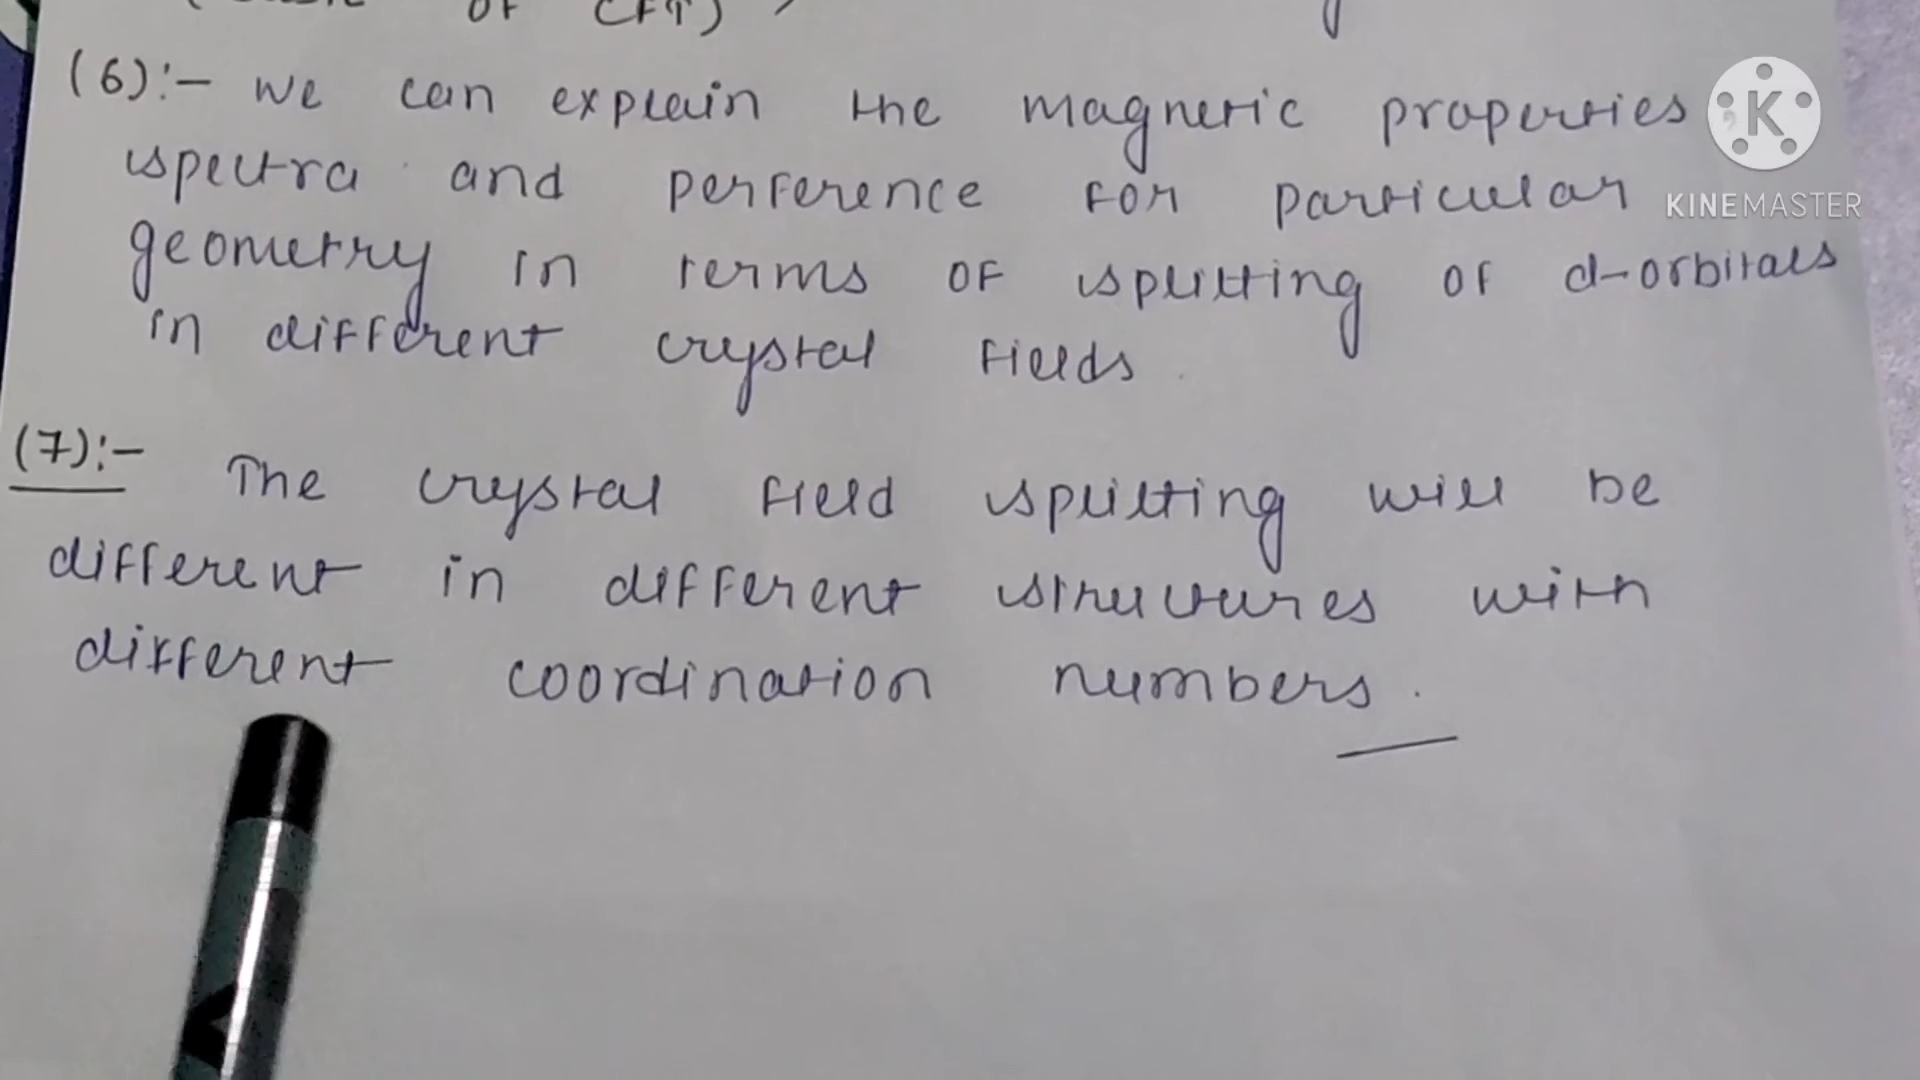 OF CFT)
(6):- We can explain the magnetic properties,
spectra and perference for particular
geometry in terms of splitting of d-orbitals
in different crystal fields.
(7):- The crystal field splitting will be
different in different structures with
different coordination numbers.
K
KINEMASTER